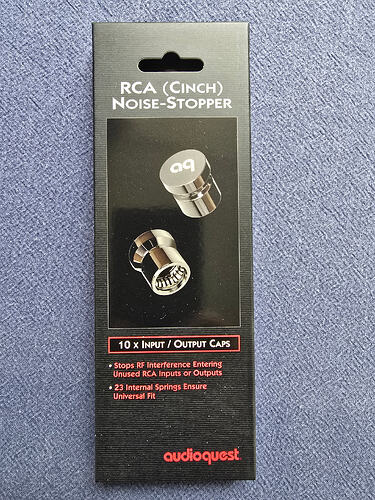 RCA (Cinch)
Noise-Stopper
aq
10 x Input / Output Caps
• Stops RF Interference Entering
Unused RCA Inputs or Outputs
• 23 Internal Springs Ensure
Universal Fit
audioquest